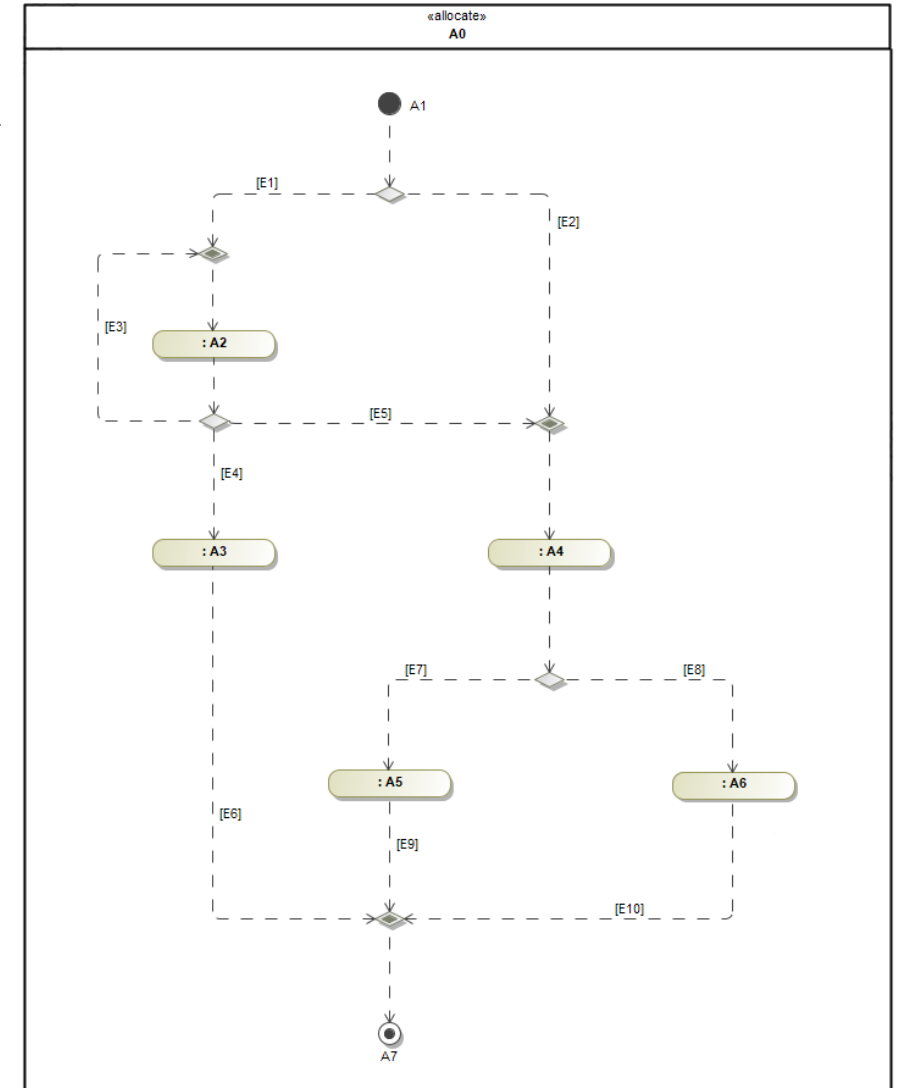 «allocate»
A0
A1
[E1]
[E2]
[E3]
: A2
[E5]
[E4]
: A3
: A4
[E7]
[E8]
: A5
: A6
[E6]
[E9]
[E10]
A7